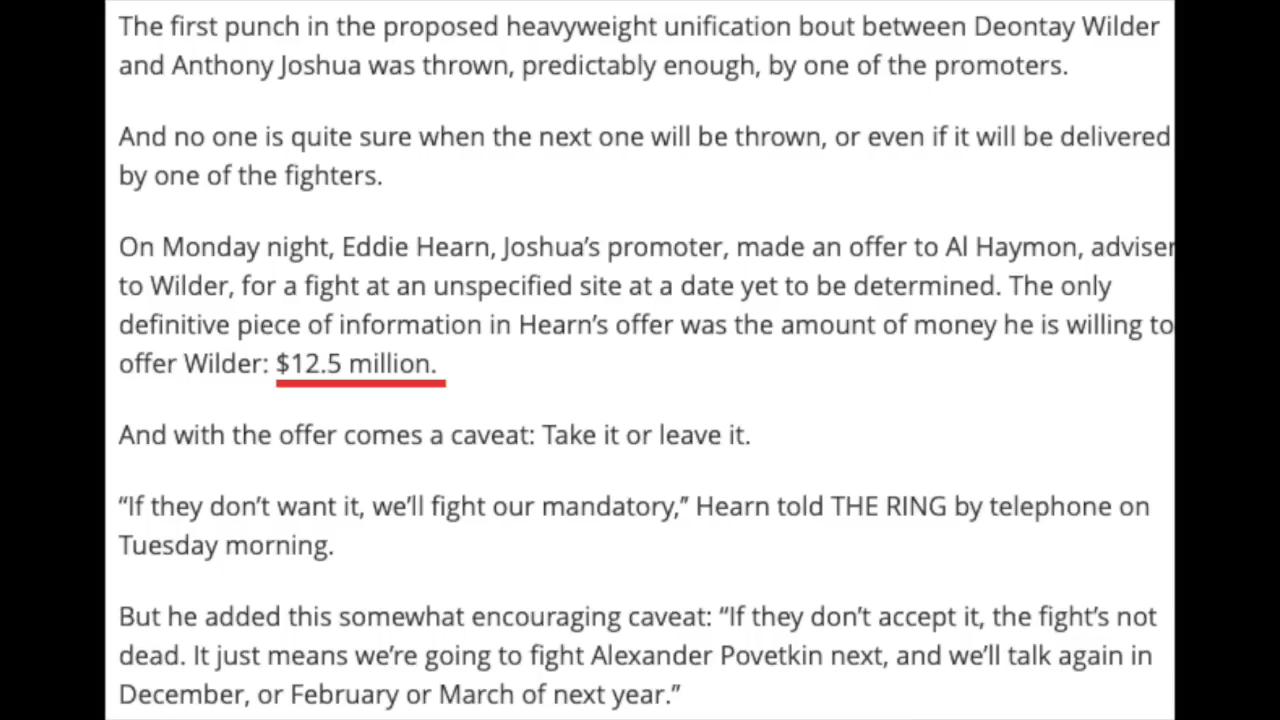 The first punch in the proposed heavyweight unification bout between Deontay Wilder
and Anthony Joshua was thrown, predictably enough, by one of the promoters.
And no one is quite sure when the next one will be thrown, or even if it will be delivered
by one of the fighters.
On Monday night, Eddie Hearn, Joshua’s promoter, made an offer to Al Haymon, adviser
to Wilder, for a fight at an unspecified site at a date yet to be determined. The only
definitive piece of information in Hearn’s offer was the amount of money he is willing to
offer Wilder: $12.5 million.
And with the offer comes a caveat: Take it or leave it.
“If they don’t want it, we’ll fight our mandatory,” Hearn told THE RING by telephone on
Tuesday morning.
But he added this somewhat encouraging caveat: “If they don’t accept it, the fight’s not
dead. It just means we’re going to fight Alexander Povetkin next, and we’ll talk again in
December, or February or March of next year.”